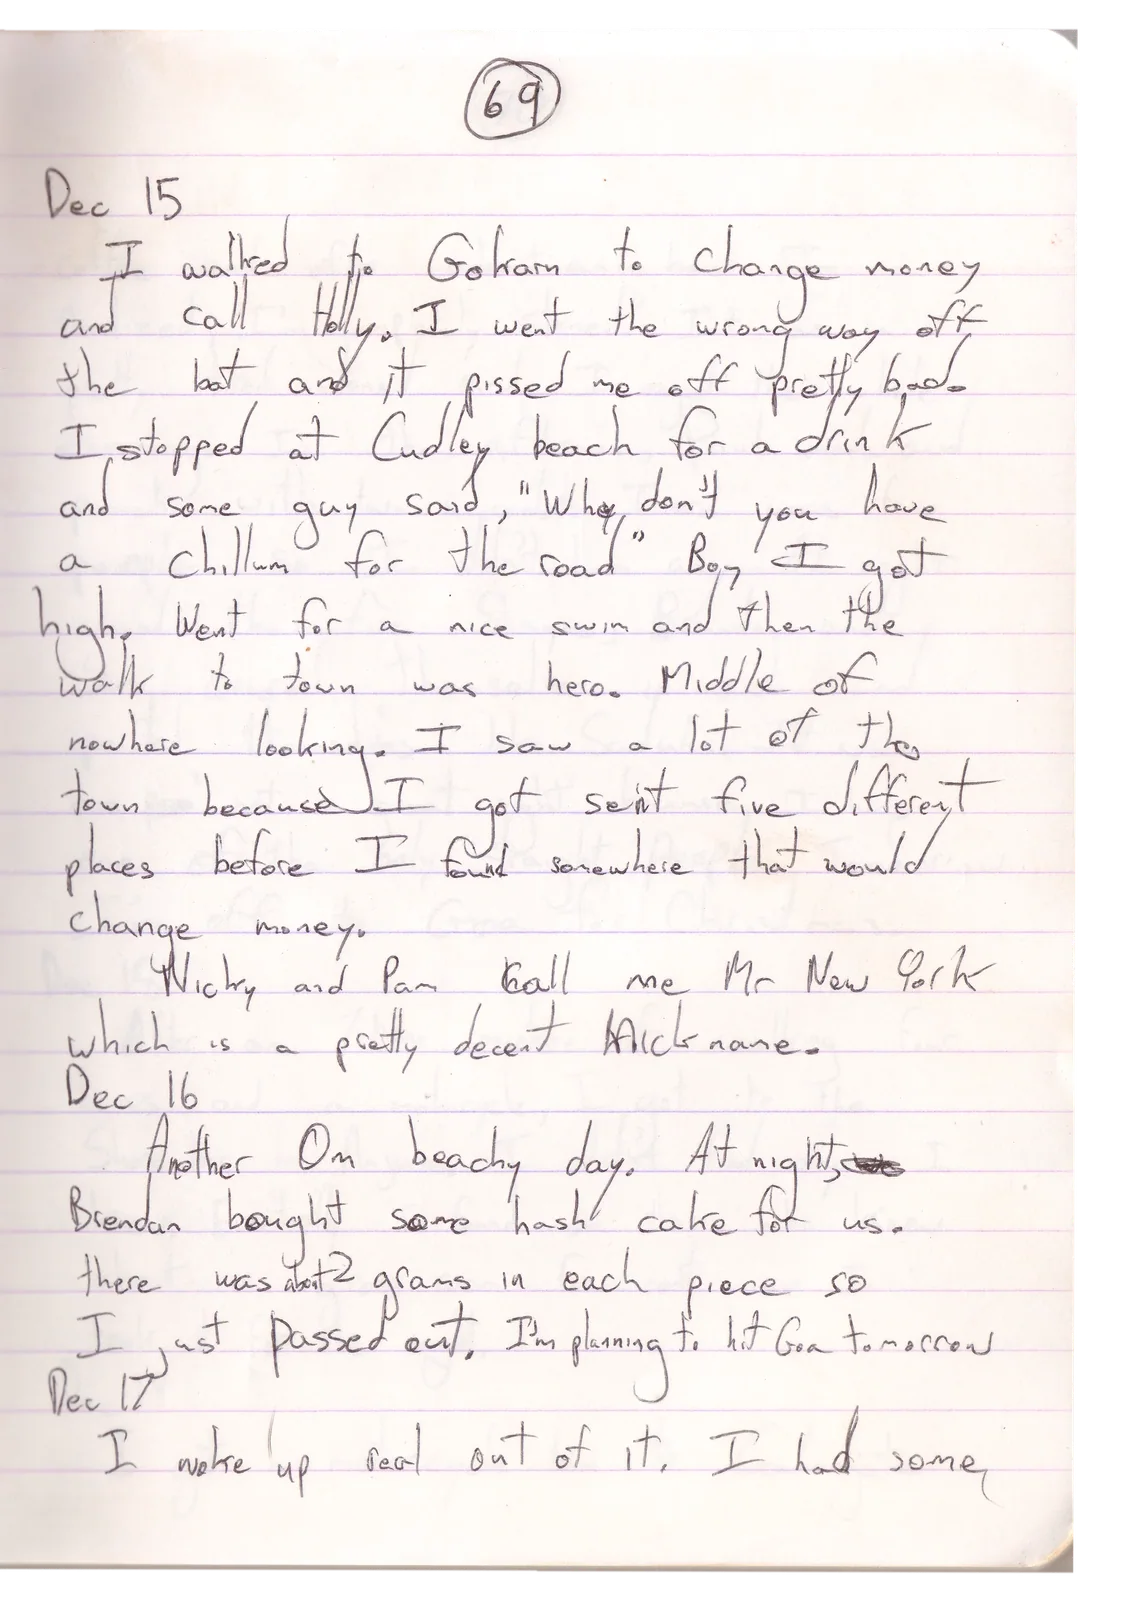 69
Dec 15
I walked to Gokarn to change money
and call Holly. I went the wrong way off
the bat and it pissed me off pretty bad.
I stopped at Cudley beach for a drink
and some guy said, "Why don't you have
a chillum for the road" Boy I got
high. Went for a nice swim and then the
walk to town was hero. Middle of
nowhere looking. I saw a lot of the
town because I got sent five different
places before I found somewhere that would
change money.
Nicky and Pam call me Mr New York
which is a pretty decent Nickname.
Dec 16
Another Om beachy day. At night,
Brendan bought some hash cake for us.
there was about 2 grams in each piece so
I just passed out. I'm planning to hit Goa tomorrow
Dec 17
I woke up real out of it. I had some